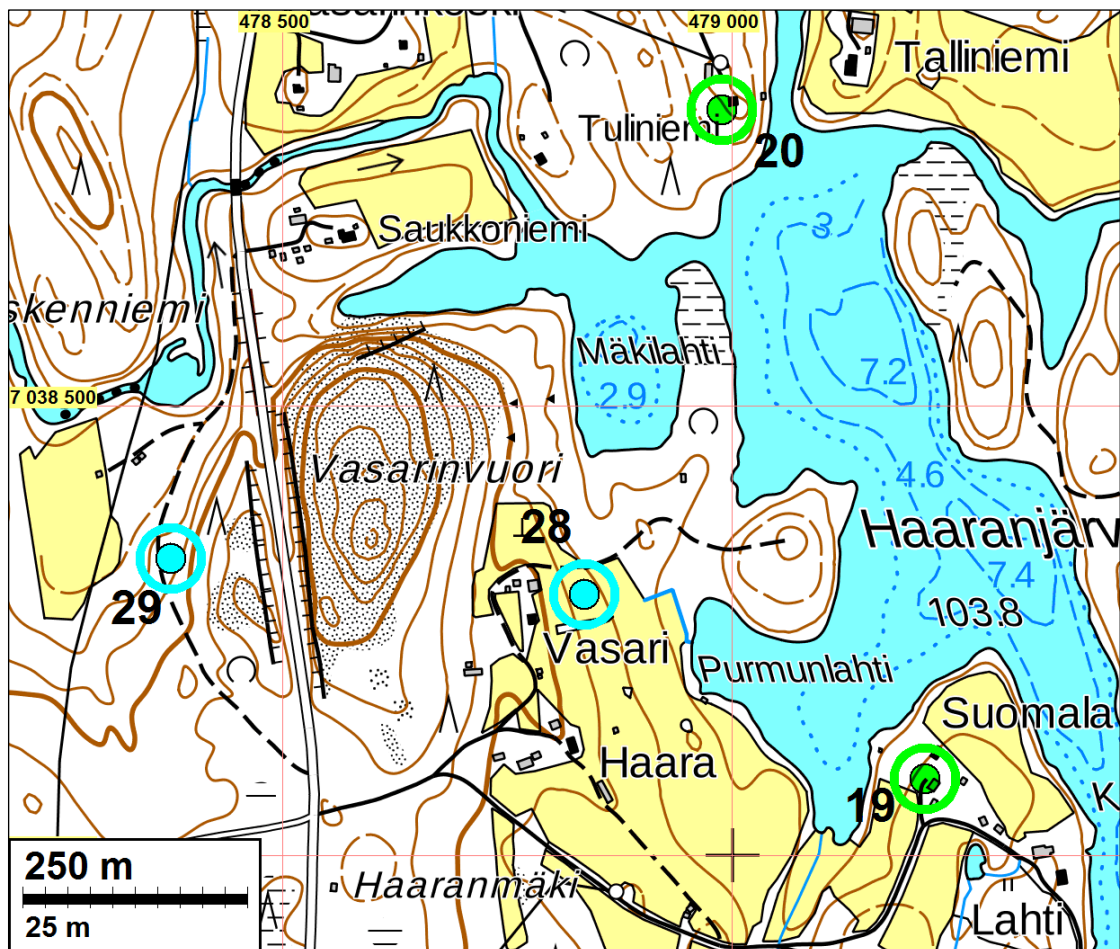 478 500
479 000
Talliniemi
Tuliniemi
20
Saukkoniemi
3
skenniemi
Mäkilahti
7.2
2.9
7 038 500
Vasarinvuori
4.6
28
Haaranjärv
7.4
29
103.8
Vasari
Purmunlahti
Suomala
Haara
19
K
250 m
Haaranmäki
25 m
Lahti